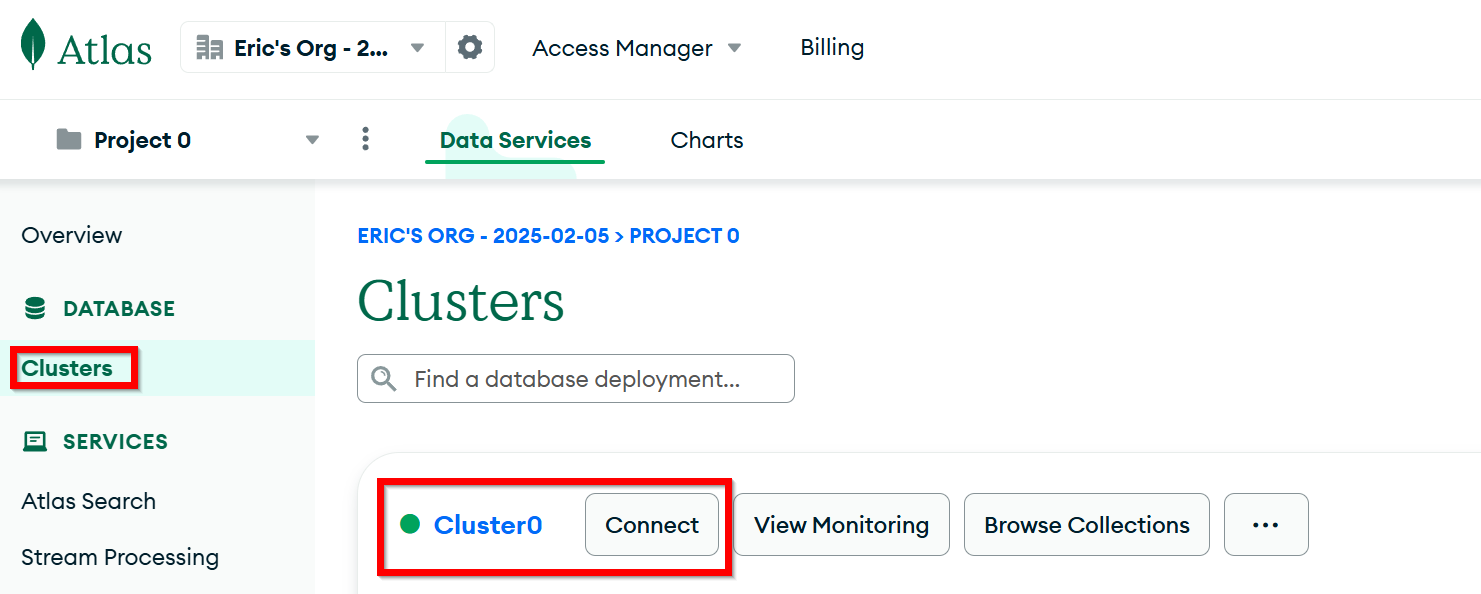 Atlas Eric's Org - 2... Access Manager Billing
Project 0 Data Services Charts
Overview
DATABASE
Clusters
SERVICES
Atlas Search
Stream Processing
ERIC'S ORG - 2025-02-05 > PROJECT 0
Clusters
Find a database deployment...
Cluster0 Connect View Monitoring Browse Collections ...